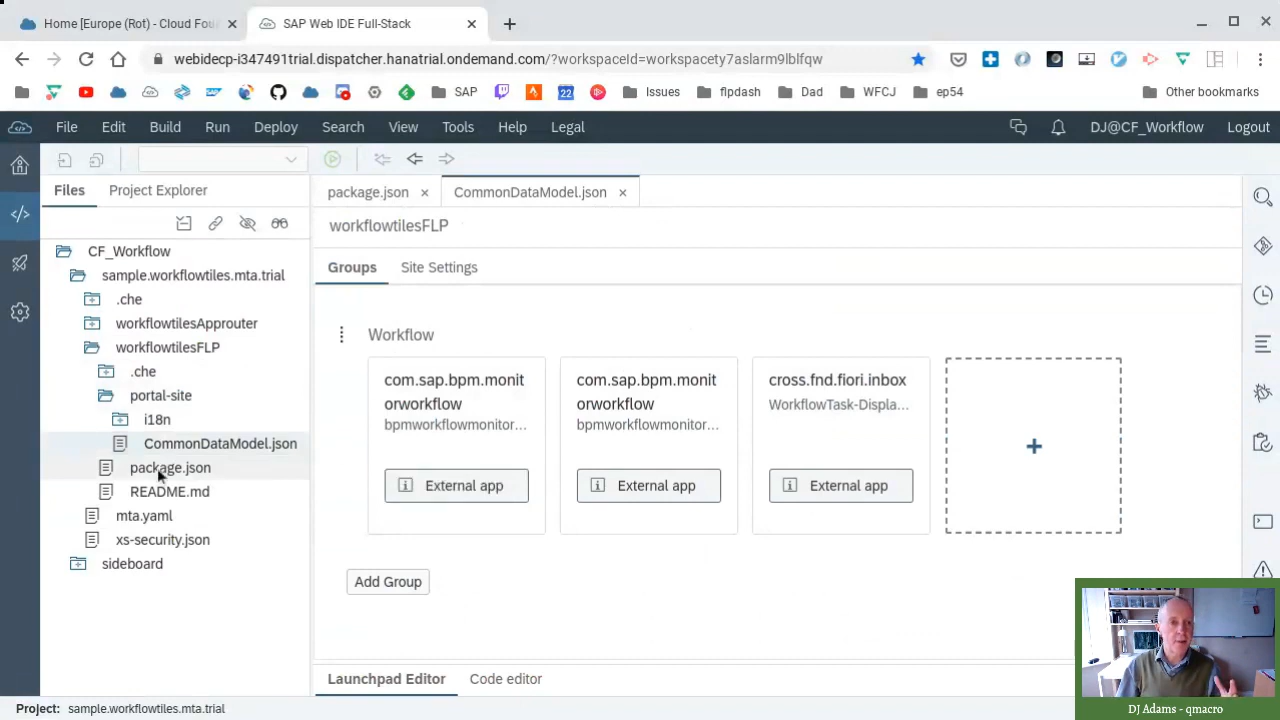 Home [Europe (Rot) - Cloud Fou
SAP Web IDE Full-Stack
webidecp-i347491trial.dispatcher.hanatrial.ondemand.com/?workspaceId=workspacety7aslarm9lblfqw
SAP
22
Issues
flpdash
Dad
WFCJ
ep54
Other bookmarks
File Edit Build Run Deploy Search View Tools Help Legal
DJ@CF_Workflow
Logout
Files
Project Explorer
CF_Workflow
sample.workflowtiles.mta.trial
.che
workflowtilesApprouter
workflowtilesFLP
.che
portal-site
i18n
CommonDataModel.json
package.json
README.md
mta.yaml
xs-security.json
sideboard
package.json
CommonDataModel.json
workflowtilesFLP
Groups
Site Settings
Workflow
com.sap.bpm.monit
orworkflow
bpmworkflowmonitor...
External app
com.sap.bpm.monit
orworkflow
bpmworkflowmonitor...
External app
cross.fnd.fiori.inbox
WorkflowTask-Displa...
External app
Add Group
Launchpad Editor
Code editor
Project: sample.workflowtiles.mta.trial
DJ Adams - qmacro